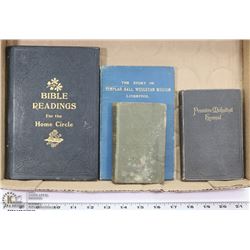 BIBLE
READINGS
For the
Home Circle
THE STORY OF
TEMPLAR HALL WESLEYAN MISSION
LIVERPOOL
Primitive Methodist
Hymnal